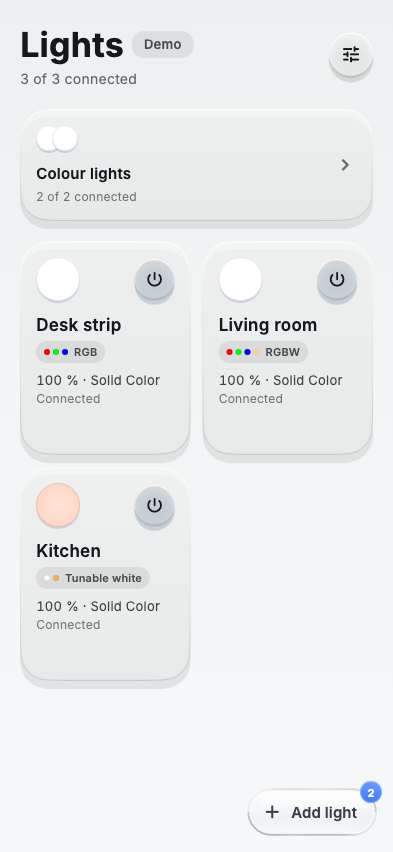 Lights Demo
3 of 3 connected
Colour lights
2 of 2 connected
Desk strip
RGB
100 % · Solid Color
Connected
Living room
RGBW
100 % · Solid Color
Connected
Kitchen
Tunable white
100 % · Solid Color
Connected
2
+ Add light